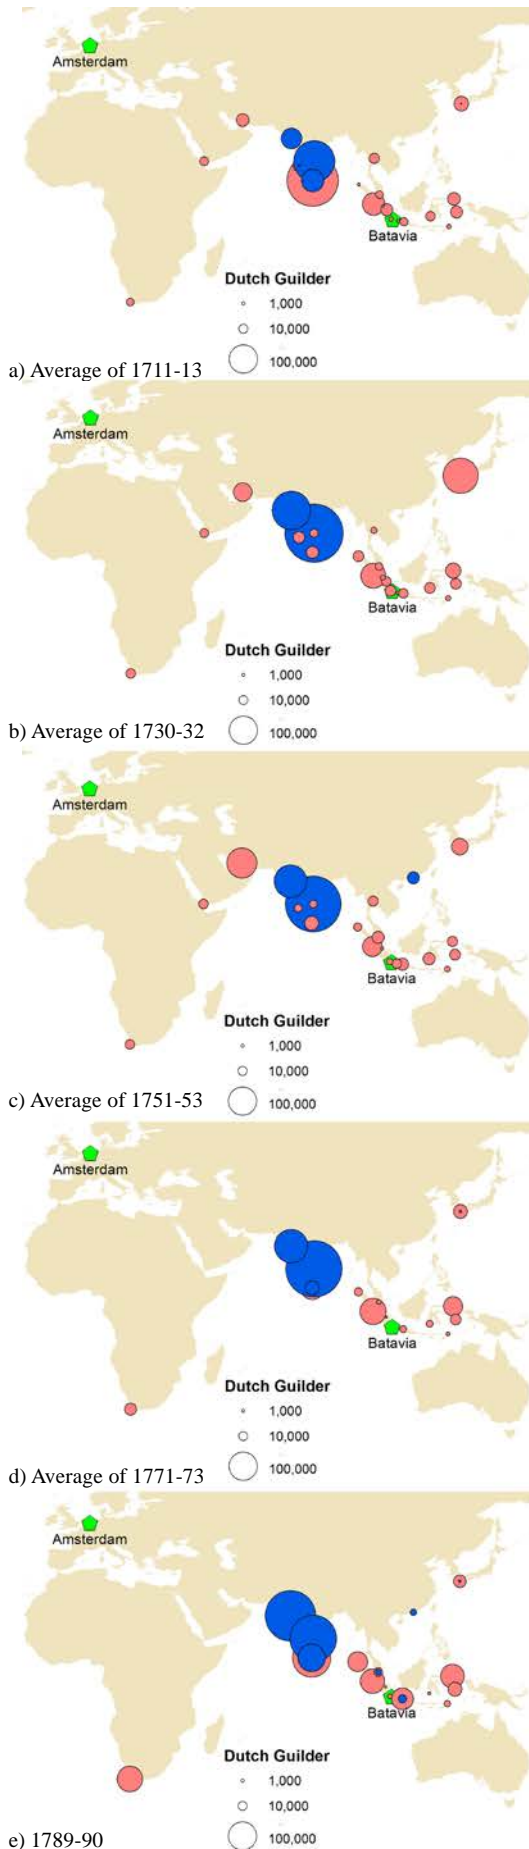 Amsterdam
Batavia
Dutch Guilder
1,000
10,000
100,000
a) Average of 1711-13
Amsterdam
Batavia
Dutch Guilder
1,000
10,000
100,000
b) Average of 1730-32
Amsterdam
Batavia
Dutch Guilder
1,000
10,000
100,000
c) Average of 1751-53
Amsterdam
Batavia
Dutch Guilder
1,000
10,000
100,000
d) Average of 1771-73
Amsterdam
Batavia
Dutch Guilder
1,000
10,000
100,000
e) 1789-90